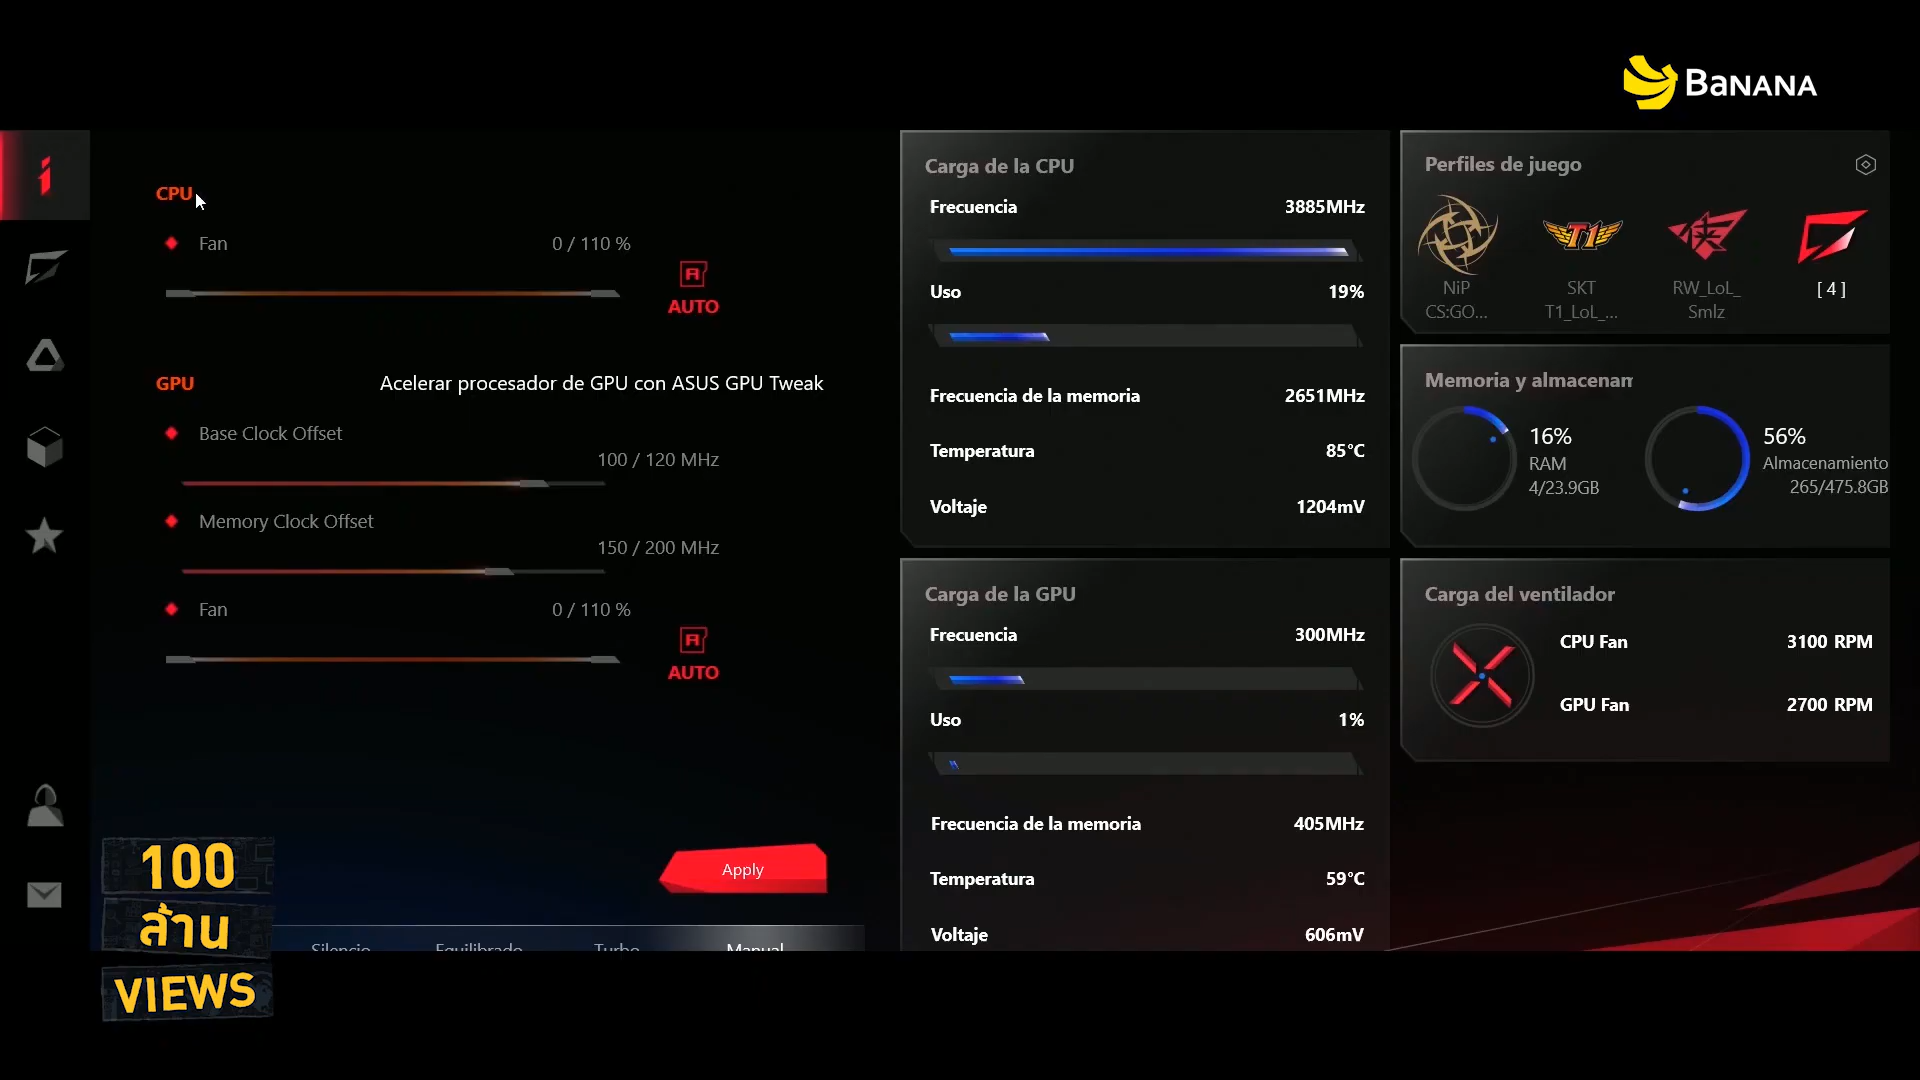 BANANA
CPU
Fan
0 / 110 %
AUTO
GPU
Acelerar procesador de GPU con ASUS GPU Tweak
Base Clock Offset
100 / 120 MHz
Memory Clock Offset
150 / 200 MHz
Fan
0 / 110 %
AUTO
Apply
Silencio
Equilibrado
Turbo
Manual
100
ล้าน
VIEWS
Carga de la CPU
Frecuencia 3885MHz
Uso 19%
Frecuencia de la memoria 2651MHz
Temperatura 85°C
Voltaje 1204mV
Carga de la GPU
Frecuencia 300MHz
Uso 1%
Frecuencia de la memoria 405MHz
Temperatura 59°C
Voltaje 606mV
Perfiles de juego
T1
NiP
CS:GO...
SKT
T1_LoL_...
RW_LoL_
Smlz
[ 4 ]
Memoria y almacenam
16%
RAM
4/23.9GB
56%
Almacenamiento
265/475.8GB
Carga del ventilador
CPU Fan 3100 RPM
GPU Fan 2700 RPM